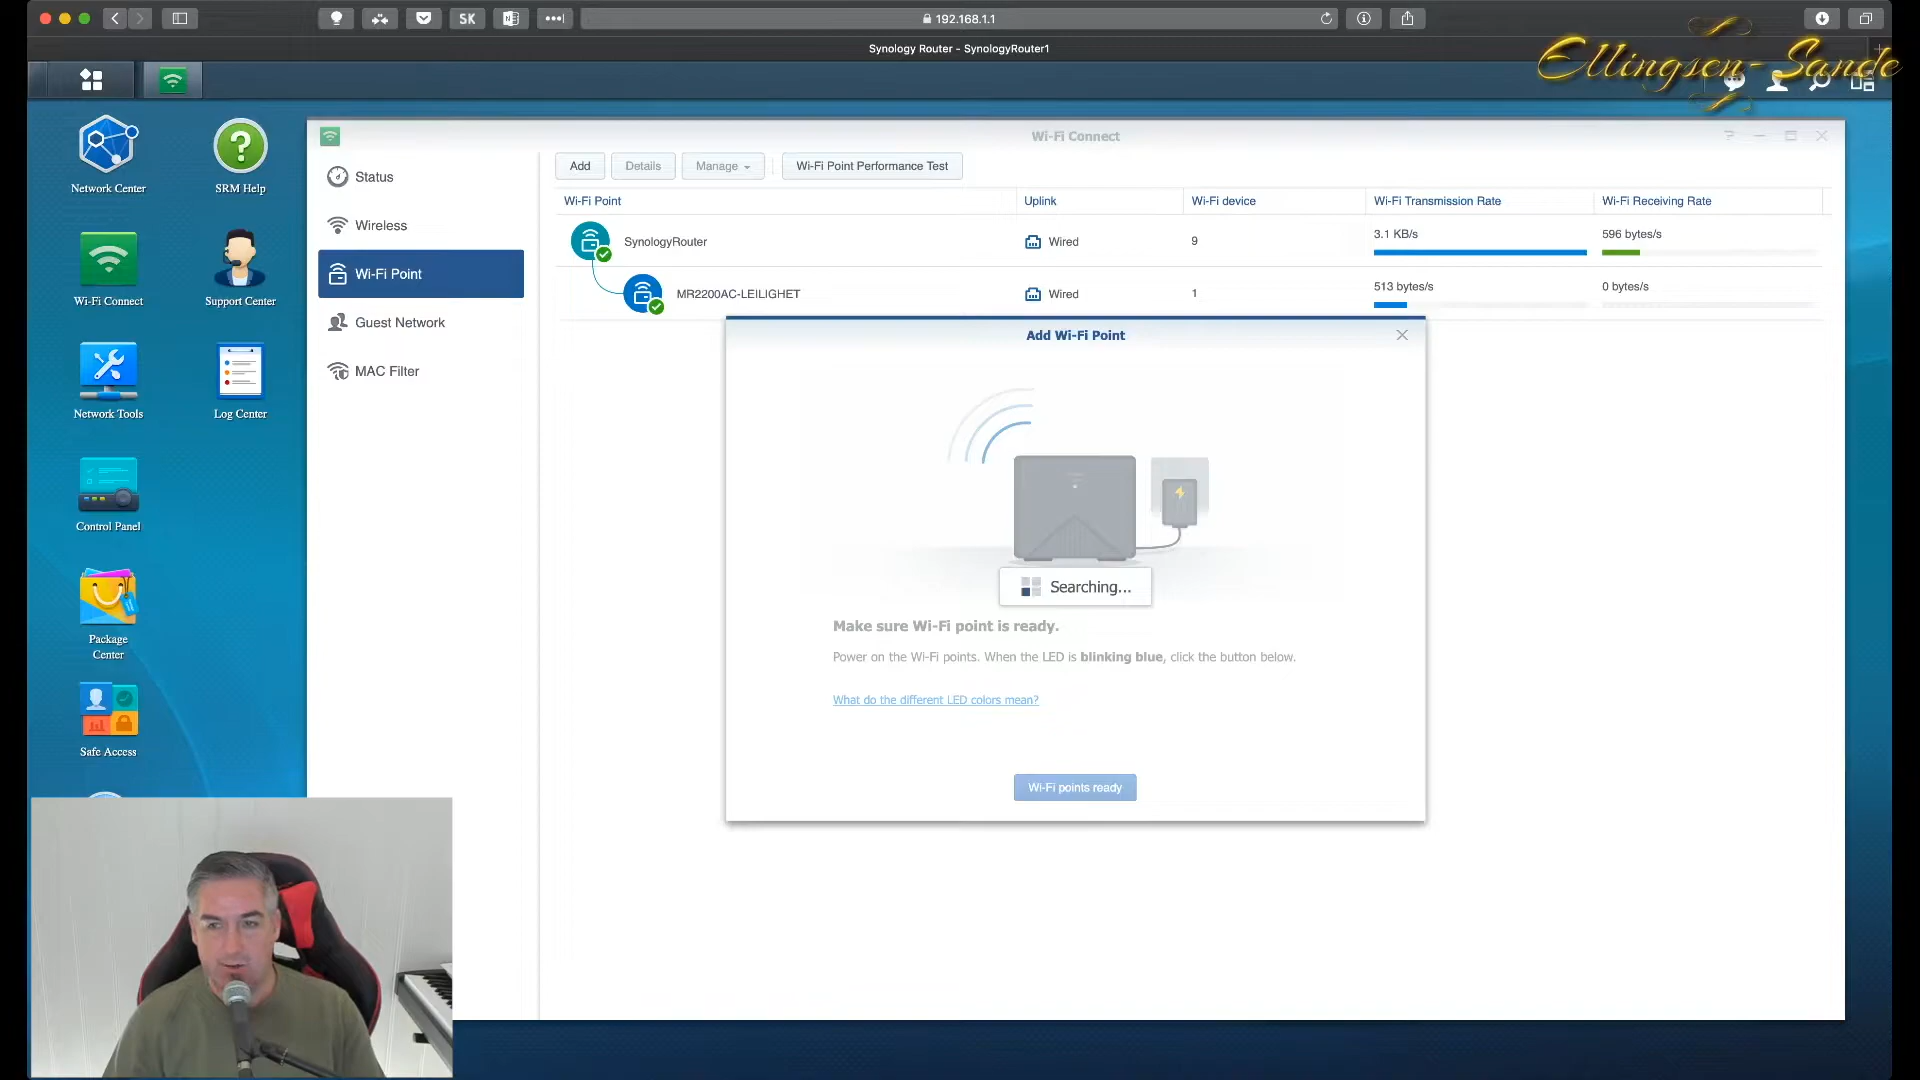 SK
192.168.1.1
Synology Router - SynologyRouter1
Ellingsen-Sande
Network Center
SRM Help
Wi-Fi Connect
Support Center
Network Tools
Log Center
Control Panel
Package
Center
Safe Access
Wi-Fi Connect
Status
Wireless
Wi-Fi Point
Guest Network
MAC Filter
Add
Details
Manage
Wi-Fi Point Performance Test
Wi-Fi Point
Uplink
Wi-Fi device
Wi-Fi Transmission Rate
Wi-Fi Receiving Rate
SynologyRouter
Wired
9
3.1 KB/s
596 bytes/s
MR2200AC-LEILIGHET
Wired
1
513 bytes/s
0 bytes/s
Add Wi-Fi Point
Searching...
Make sure Wi-Fi point is ready.
Power on the Wi-Fi points. When the LED is blinking blue, click the button below.
What do the different LED colors mean?
Wi-Fi points ready